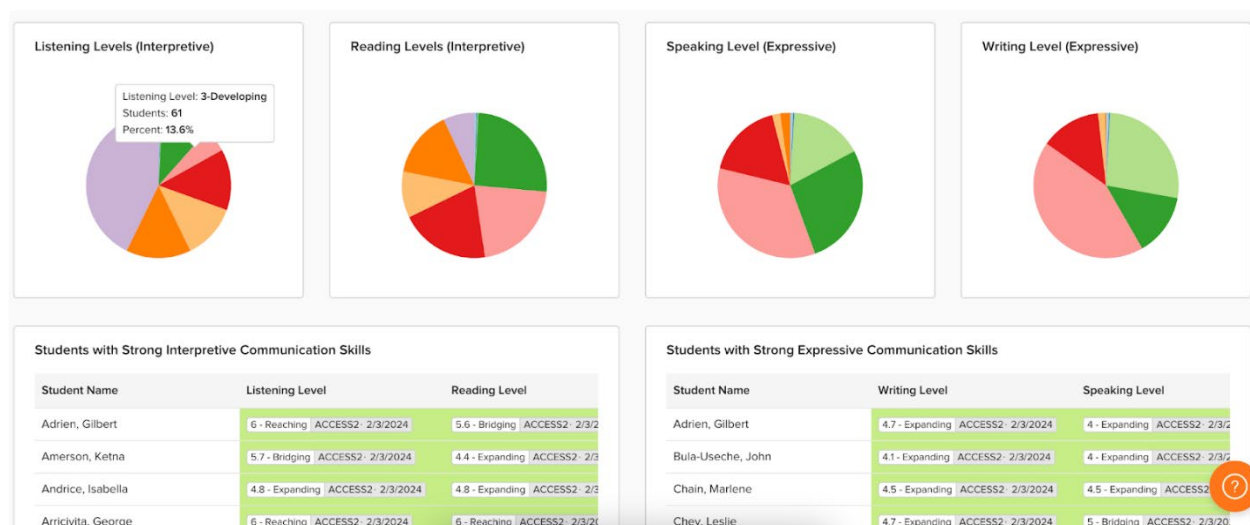 Listening Levels (Interpretive)
Reading Levels (Interpretive)
Speaking Level (Expressive)
Writing Level (Expressive)
Listening Level: 3-Developing
Students: 61
Percent: 13.6%
Students with Strong Interpretive Communication Skills
Student Name Listening Level Reading Level
Adrien, Gilbert 6 - Reaching ACCESS2 · 2/3/2024 5.6 - Bridging ACCESS2 · 2/3/2
Amerson, Ketna 5.7 - Bridging ACCESS2 · 2/3/2024 4.4 - Expanding ACCESS2 · 2/3
Andrice, Isabella 4.8 - Expanding ACCESS2 · 2/3/2024 4.8 - Expanding ACCESS2 · 2/3
Arricivita, George 6 - Reaching ACCESS2 · 2/3/2024 6 - Reaching ACCESS2 · 2/3/20
Students with Strong Expressive Communication Skills
Student Name Writing Level Speaking Level
Adrien, Gilbert 4.7 - Expanding ACCESS2 · 2/3/2024 4 - Expanding ACCESS2 · 2/3/2
Bula-Useche, John 4.1 - Expanding ACCESS2 · 2/3/2024 4 - Expanding ACCESS2 · 2/3/2
Chain, Marlene 4.5 - Expanding ACCESS2 · 2/3/2024 4.5 - Expanding ACCESS2
Chey, Leslie 4.7 - Expanding ACCESS2 · 2/3/2024 5 - Bridging ACCESS2 · 2/3/20
?